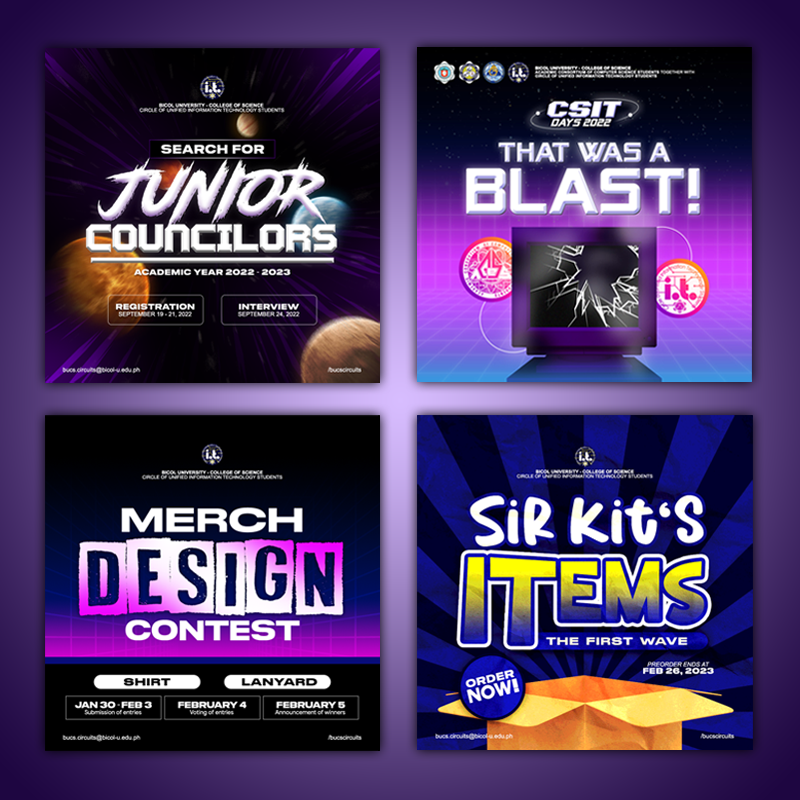 i.t.
BICOL UNIVERSITY - COLLEGE OF SCIENCE
CIRCLE OF UNIFIED INFORMATION TECHNOLOGY STUDENTS
SEARCH FOR
JUNIOR
COUNCILORS
ACADEMIC YEAR 2022 - 2023
REGISTRATION
SEPTEMBER 19 - 21, 2022
INTERVIEW
SEPTEMBER 24, 2022
bucs.circuits@bicol-u.edu.ph
/bucscircuits
i.t.
BICOL UNIVERSITY - COLLEGE OF SCIENCE
ACADEMIC CONSORTIUM OF COMPUTER SCIENCE STUDENTS TOGETHER WITH
CIRCLE OF UNIFIED INFORMATION TECHNOLOGY STUDENTS
CSIT
DAYS 2022
THAT WAS A
BLAST!
i.t.
i.t.
BICOL UNIVERSITY - COLLEGE OF SCIENCE
CIRCLE OF UNIFIED INFORMATION TECHNOLOGY STUDENTS
MERCH
DESIGN
CONTEST
SHIRT
LANYARD
JAN 30 - FEB 3
Submission of entries
FEBRUARY 4
Voting of entries
FEBRUARY 5
Announcement of winners
bucs.circuits@bicol-u.edu.ph
/bucscircuits
i.t.
BICOL UNIVERSITY - COLLEGE OF SCIENCE
CIRCLE OF UNIFIED INFORMATION TECHNOLOGY STUDENTS
SiR Kit's
ITEMS
THE FIRST WAVE
PREORDER ENDS AT
FEB 26, 2023
ORDER
NOW!
bucs.circuits@bicol-u.edu.ph
/bucscircuits